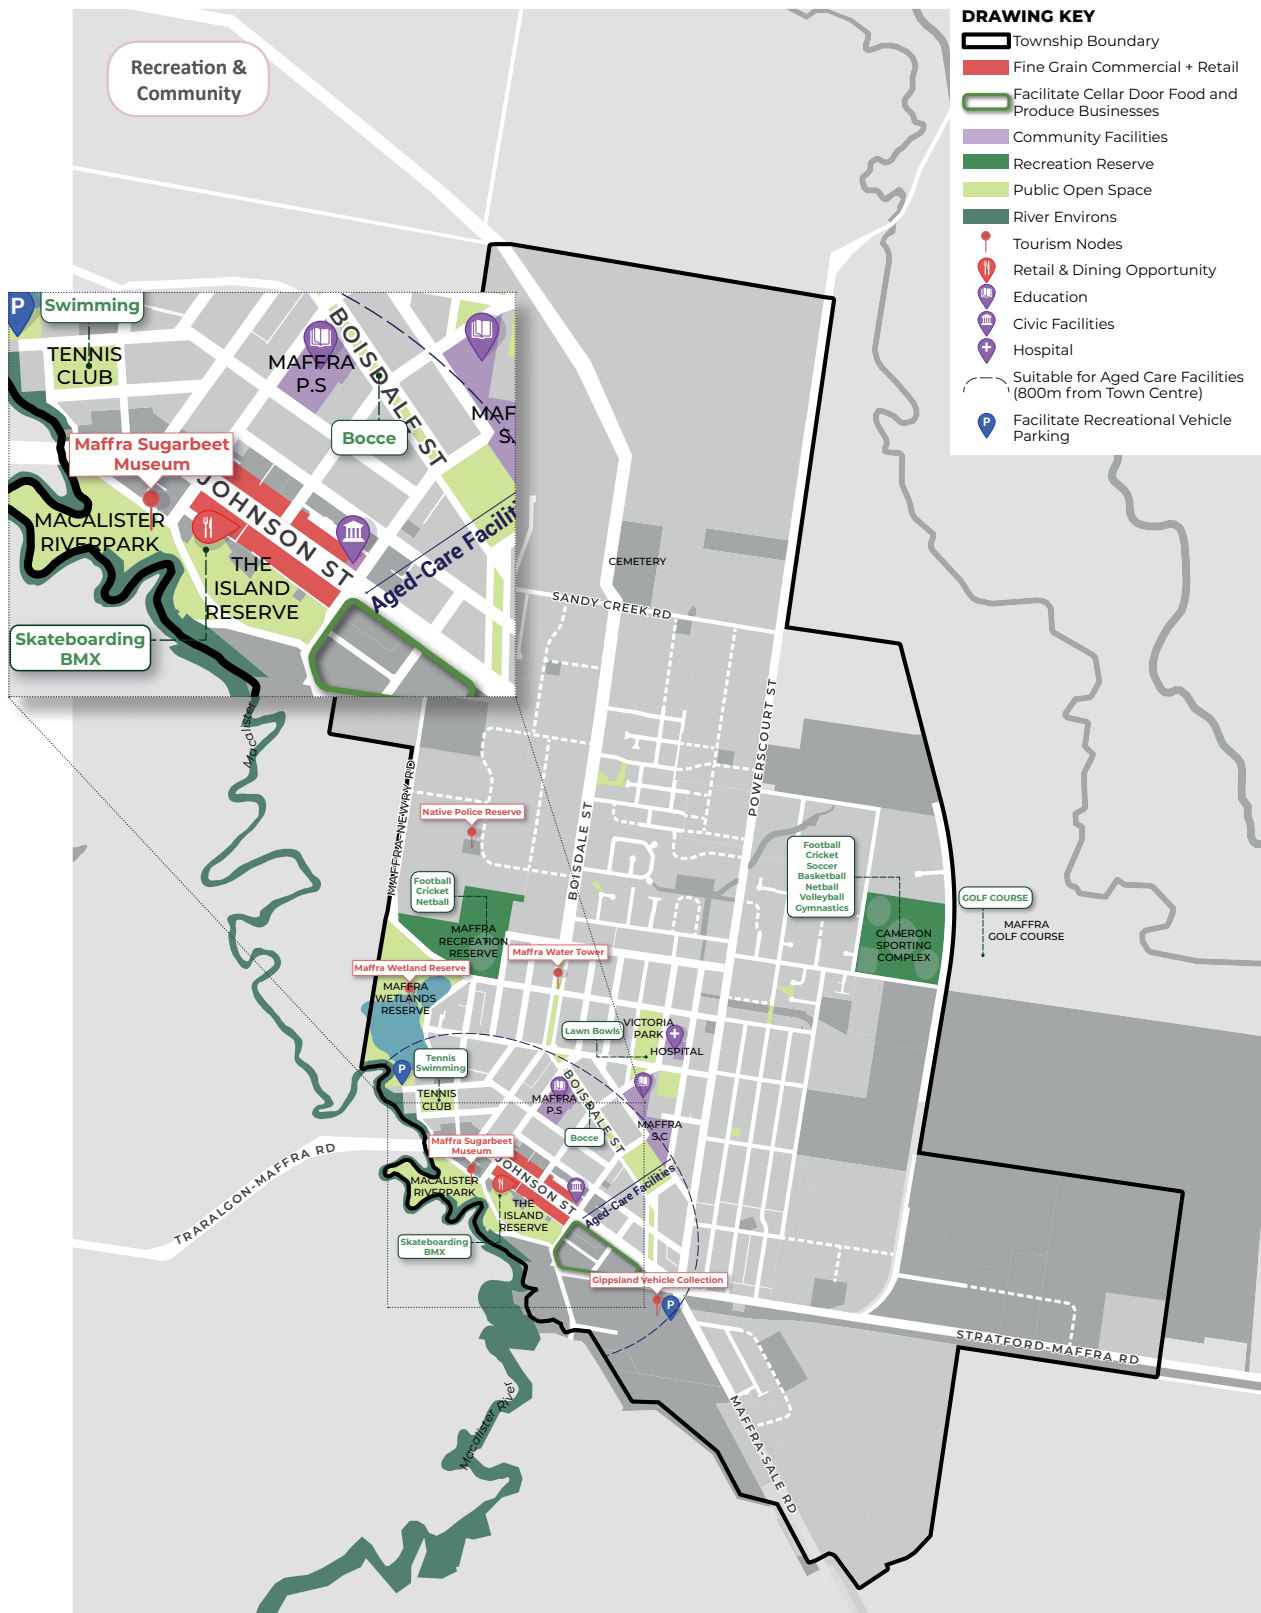 Recreation &
Community
DRAWING KEY
Township Boundary
Fine Grain Commercial + Retail
Facilitate Cellar Door Food and
Produce Businesses
Community Facilities
Recreation Reserve
Public Open Space
River Environs
Tourism Nodes
Retail & Dining Opportunity
Education
Civic Facilities
Hospital
Suitable for Aged Care Facilities
(800m from Town Centre)
P
Facilitate Recreational Vehicle
Parking
P
Swimming
TENNIS
CLUB
MAFFRA
P.S
BOISDALE ST
MAF
S.
Bocce
Maffra Sugarbeet
Museum
JOHNSON ST
MACALISTER
RIVERPARK
THE
ISLAND
RESERVE
Aged-Care Facilit
Skateboarding
BMX
CEMETERY
SANDY CREEK RD
POWERSCOURT ST
Macalister
MAFFRA-NEWRY RD
Native Police Reserve
BOISDALE ST
Football
Cricket
Netball
MAFFRA
RECREATION
RESERVE
Football
Cricket
Soccer
Basketball
Netball
Volleyball
Gymnastics
CAMERON
SPORTING
COMPLEX
GOLF COURSE
MAFFRA
GOLF COURSE
Maffra Water Tower
Maffra Wetland Reserve
MAFFRA
WETLANDS
RESERVE
Lawn Bowls
VICTORIA
PARK
HOSPITAL
P
Tennis
Swimming
TENNIS
CLUB
MAFFRA
P.S
BOISDALE ST
MAFFRA
S.C
Bocce
Maffra Sugarbeet
Museum
JOHNSON ST
MACALISTER
RIVERPARK
THE
ISLAND
RESERVE
Aged-Care Facilities
Skateboarding
BMX
TRARALGON-MAFFRA RD
Gippsland Vehicle Collection
P
STRATFORD-MAFFRA RD
MAFFRA-SALE RD
Macalister River